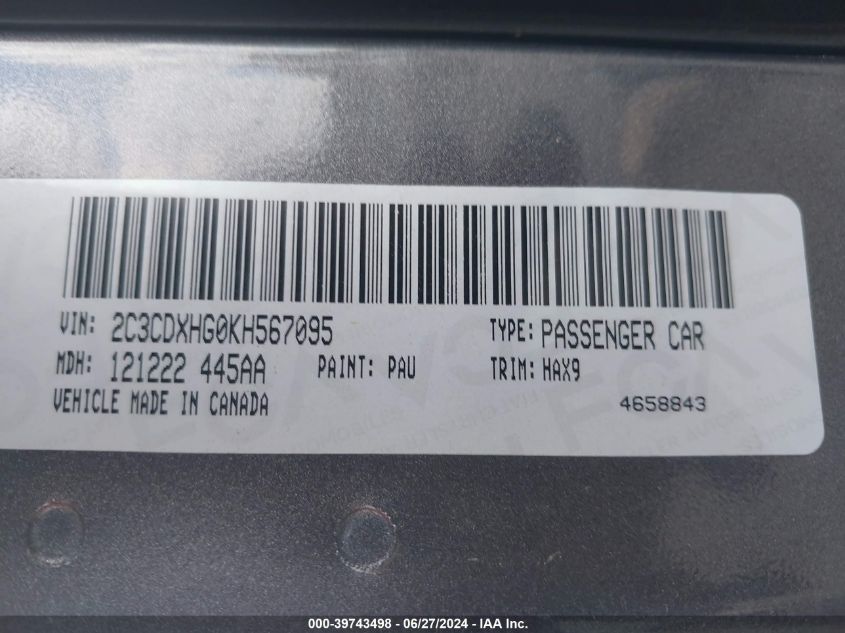 VIN: 2C3CDXHG0KH567095 TYPE: PASSENGER CAR
MDH: 121222 445AA PAINT: PAU TRIM: HAX9
VEHICLE MADE IN CANADA 4658843
000-39743498 - 06/27/2024 - IAA Inc.